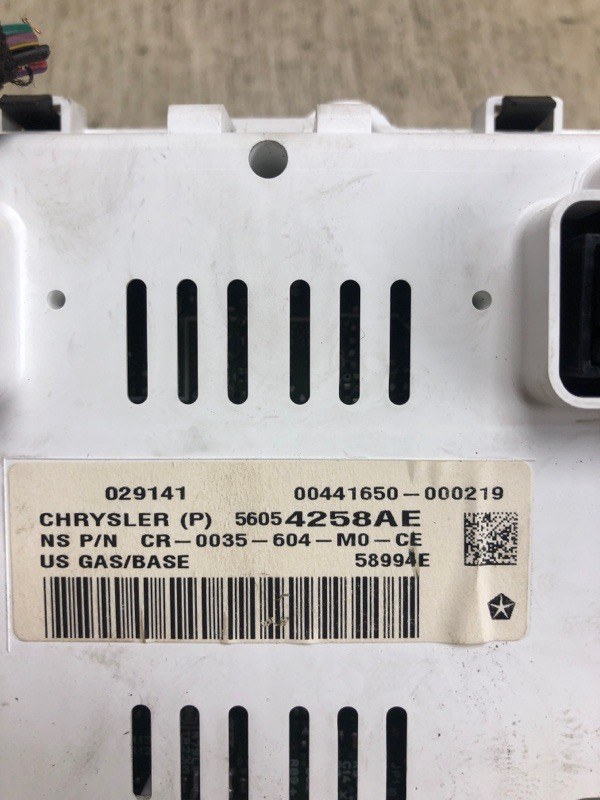 029141 00441650-000219
CHRYSLER (P) 56054258AE
NS P/N CR-0035-604-M0-CE
US GAS/BASE 58994E